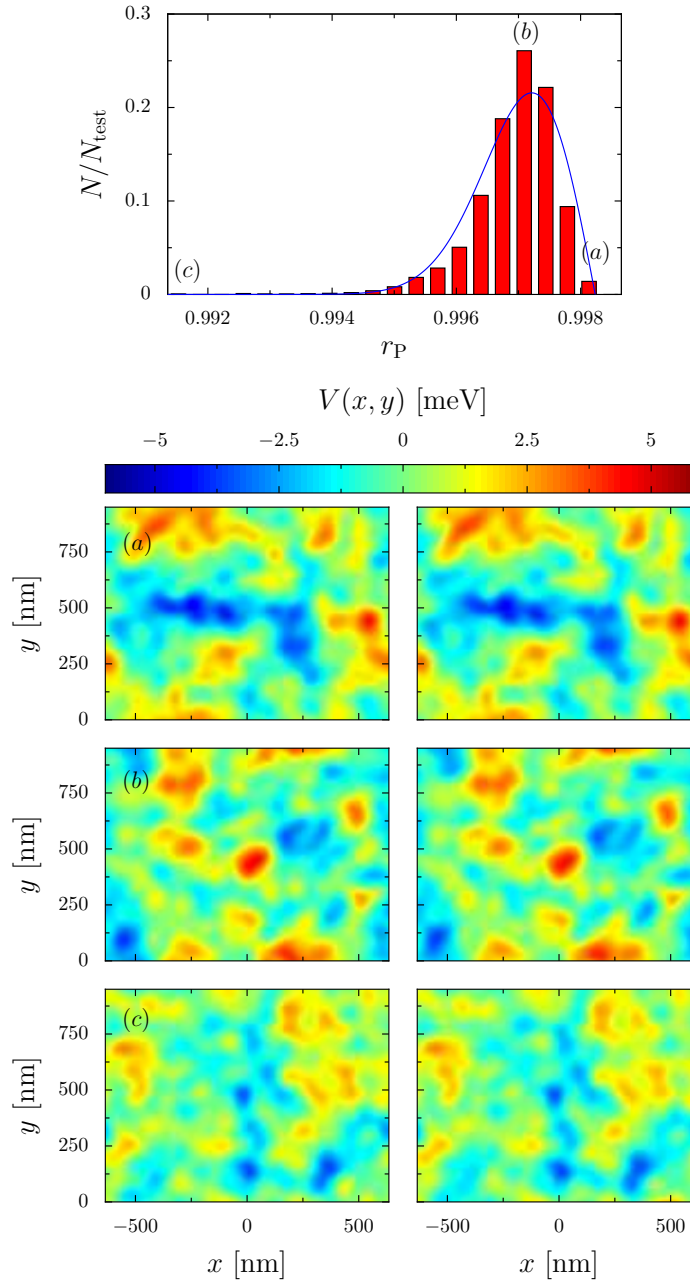 (b)
0.3
0.2
N/N_test
0.1
(a)
(c)
0
0.992 0.994 0.996 0.998
r_P
V(x, y) [meV]
−5 −2.5 0 2.5 5
(a)
750
500
250
0
y [nm]
(b)
750
500
250
0
y [nm]
(c)
750
500
250
0
y [nm]
−500 0 500 −500 0 500
x [nm] x [nm]